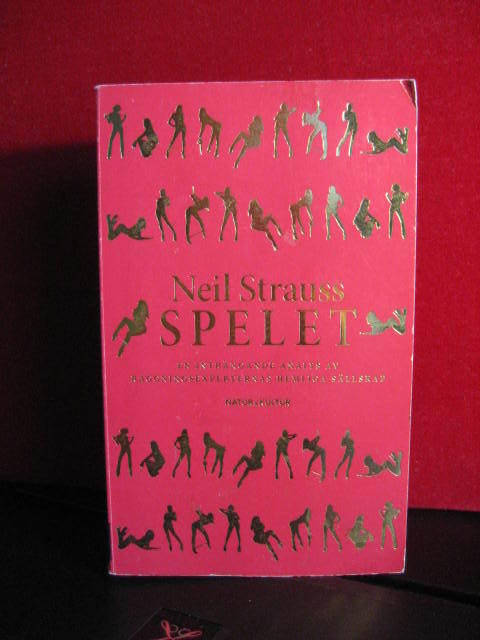 Neil Strauss
SPELET
EN INTRÄNGANDE ANALYS AV
RAGGNINGSEXPERTERNAS HEMLIGA SÄLLSKAP
NATUR & KULTUR